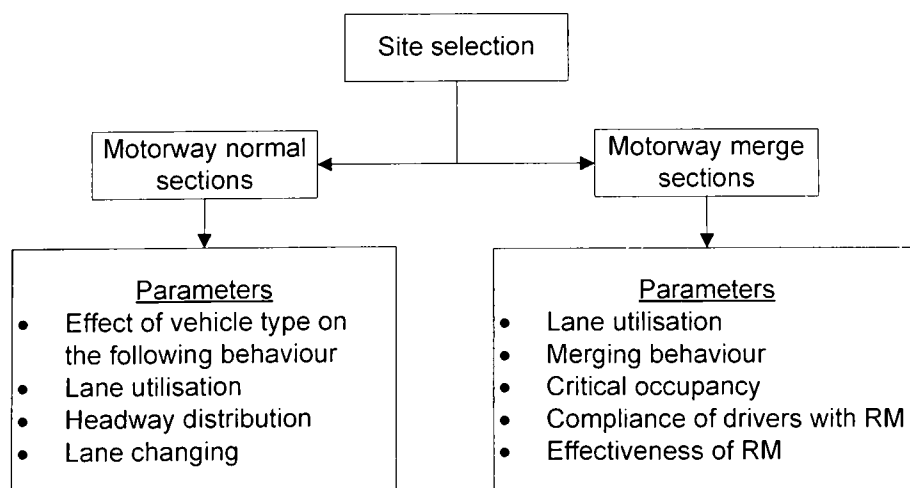 Site selection
Motorway normal
sections
Motorway merge
sections
Parameters
• Effect of vehicle type on
the following behaviour
• Lane utilisation
• Headway distribution
• Lane changing
Parameters
• Lane utilisation
• Merging behaviour
• Critical occupancy
• Compliance of drivers with RM
• Effectiveness of RM